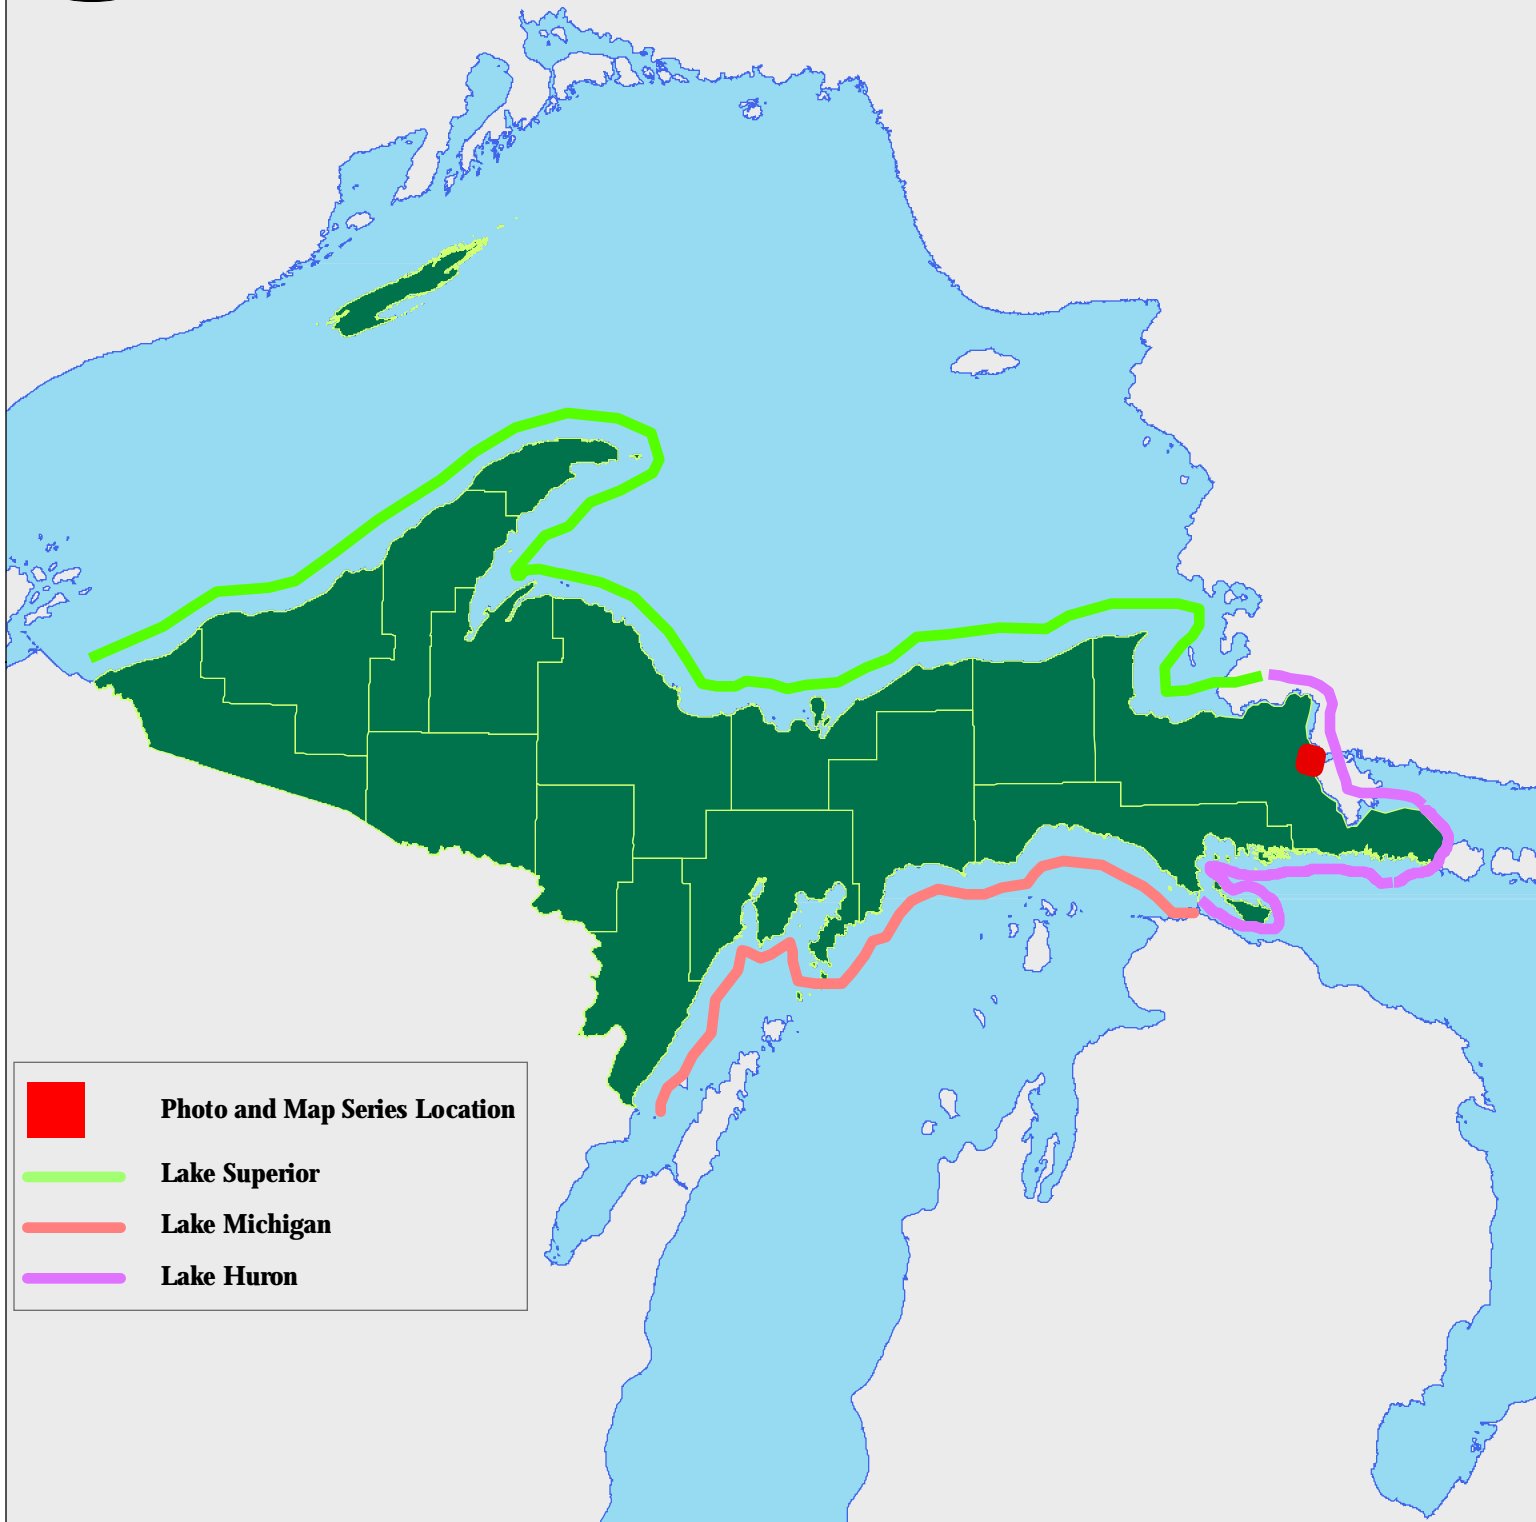 Photo and Map Series Location
Lake Superior
Lake Michigan
Lake Huron